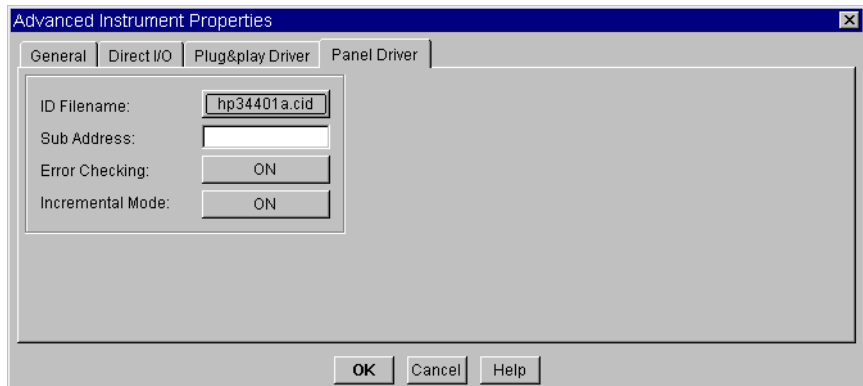 Advanced Instrument Properties
General Direct I/O Plug&play Driver Panel Driver
ID Filename: hp34401a.cid
Sub Address:
Error Checking: ON
Incremental Mode: ON
OK Cancel Help